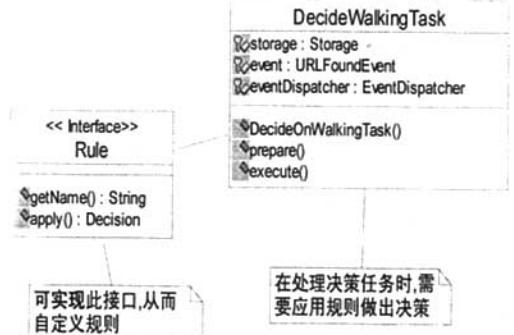 DecideWalkingTask
storage : Storage
event : URLFoundEvent
eventDispatcher : EventDispatcher
DecideOnWalkingTask()
prepare()
execute()
<< Interface>>
Rule
getName() : String
apply() : Decision
可实现此接口,从而
自定义规则
在处理决策任务时,需
要应用规则做出决策